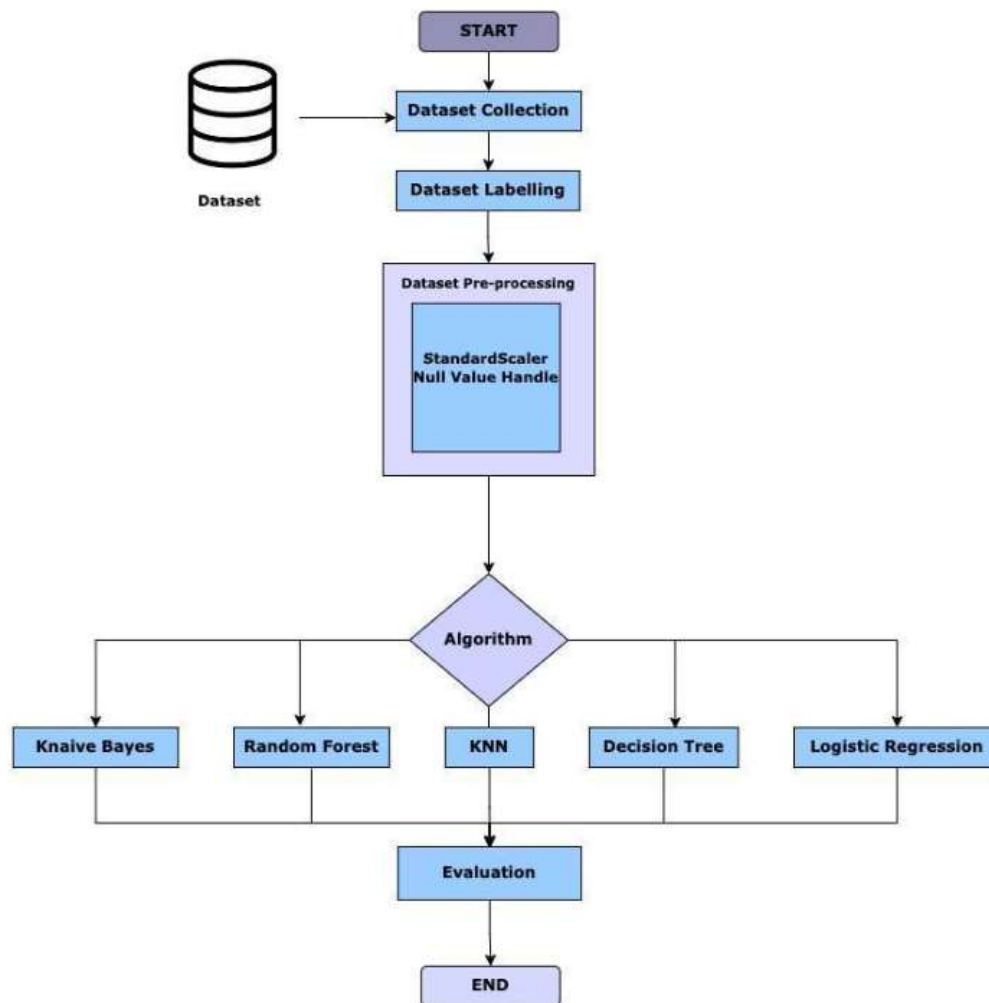 START
Dataset Collection
Dataset
Dataset Labelling
Dataset Pre-processing
StandardScaler
Null Value Handle
Algorithm
Knaive Bayes
Random Forest
KNN
Decision Tree
Logistic Regression
Evaluation
END